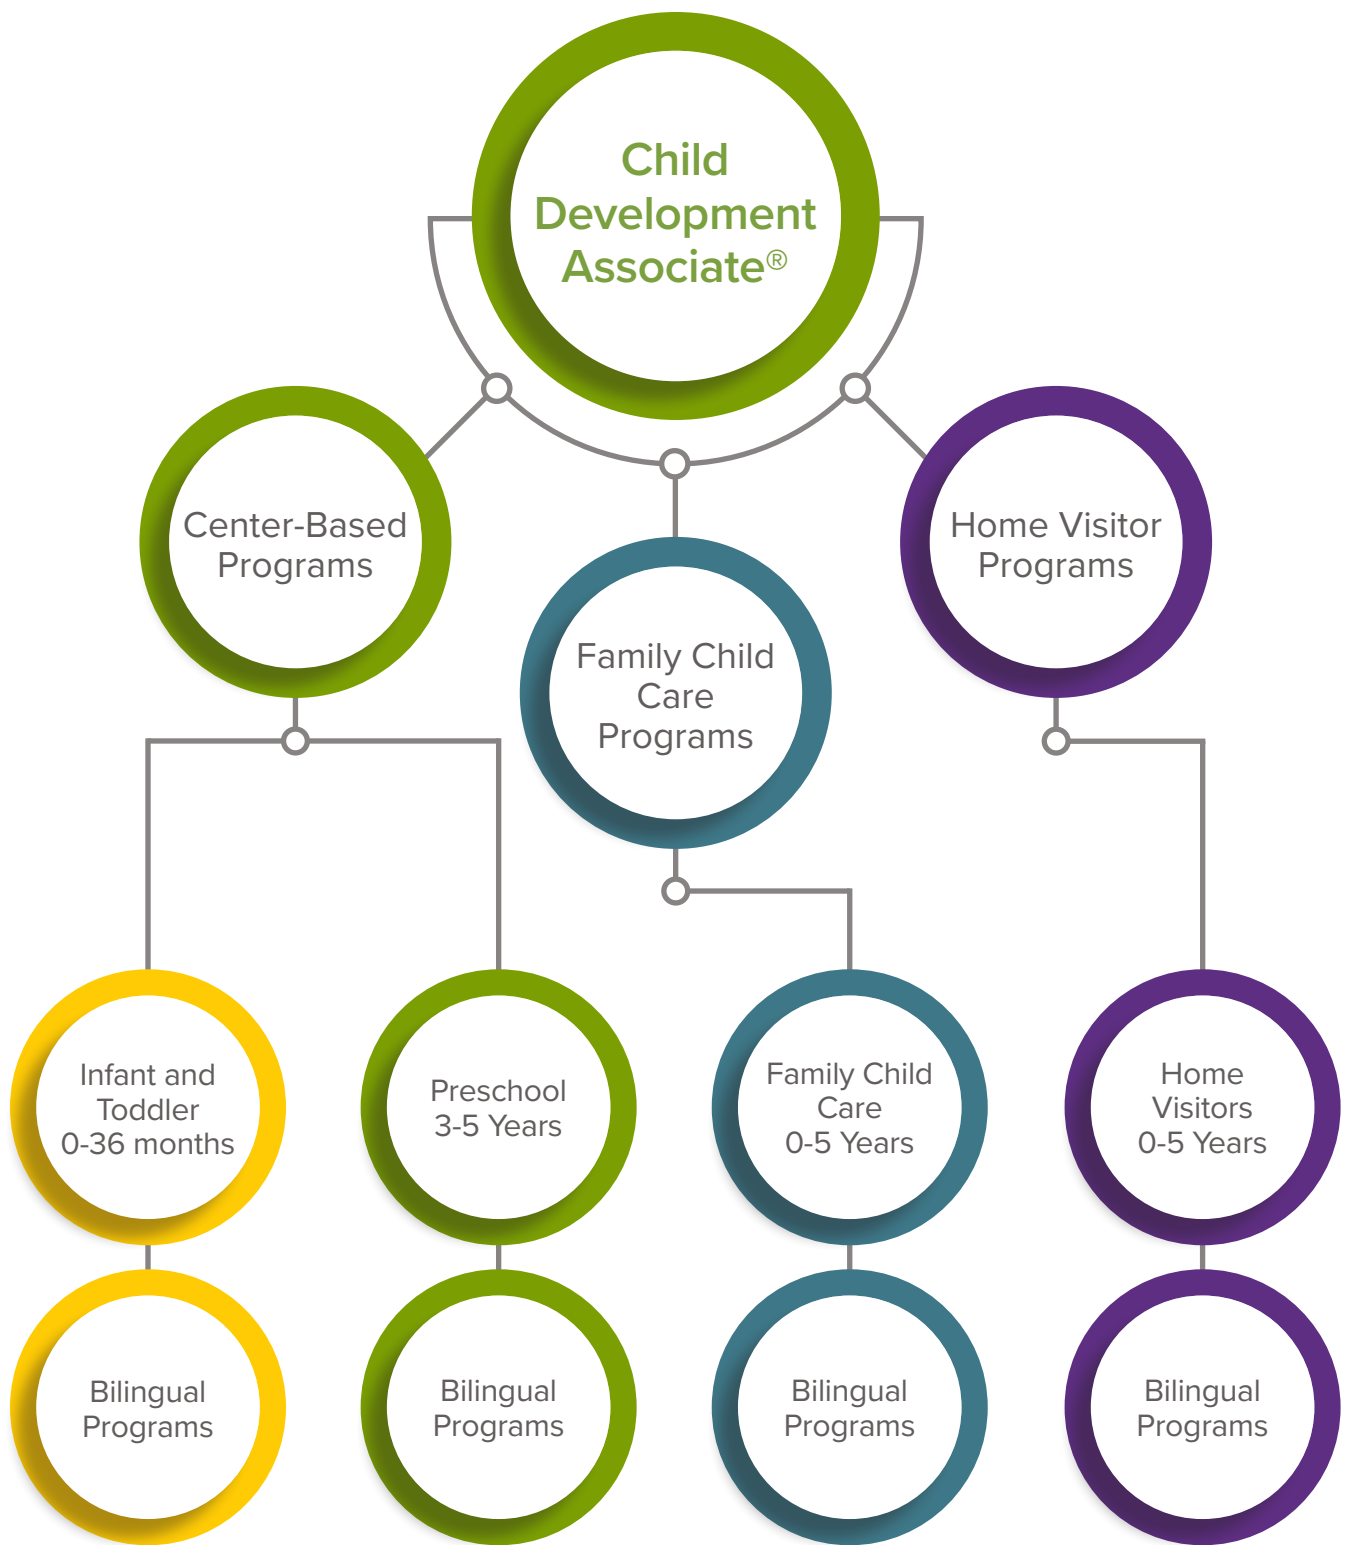 Child
Development
Associate®
Center-Based
Programs
Home Visitor
Programs
Family Child
Care
Programs
Infant and
Toddler
0-36 months
Preschool
3-5 Years
Family Child
Care
0-5 Years
Home
Visitors
0-5 Years
Bilingual
Programs
Bilingual
Programs
Bilingual
Programs
Bilingual
Programs